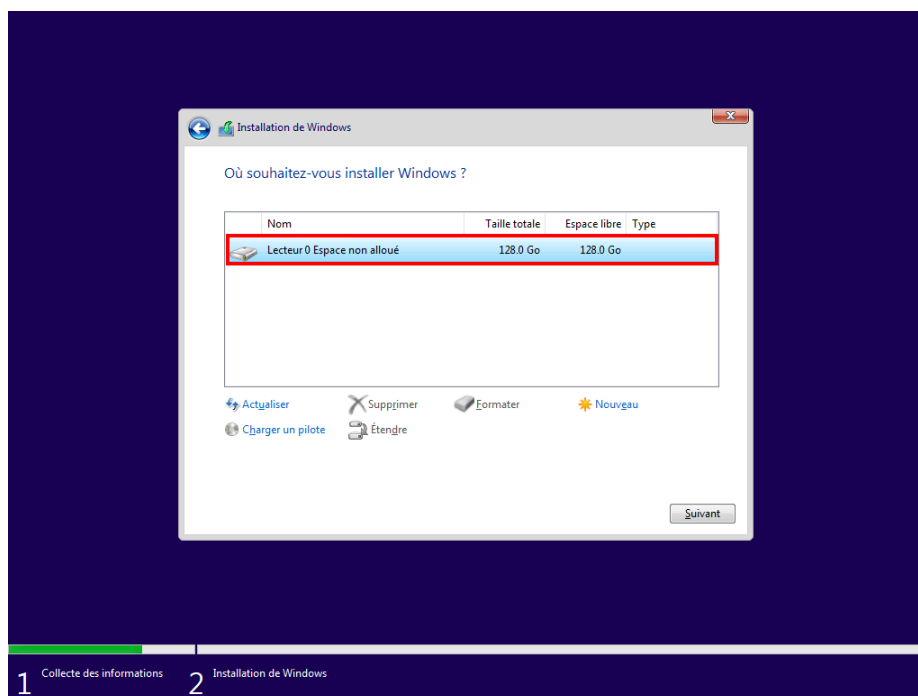 Installation de Windows
Où souhaitez-vous installer Windows ?
Nom Taille totale Espace libre Type
Lecteur 0 Espace non alloué 128.0 Go 128.0 Go
Actualiser Supprimer Formater Nouveau
Charger un pilote Étendre
Suivant
1 Collecte des informations 2 Installation de Windows